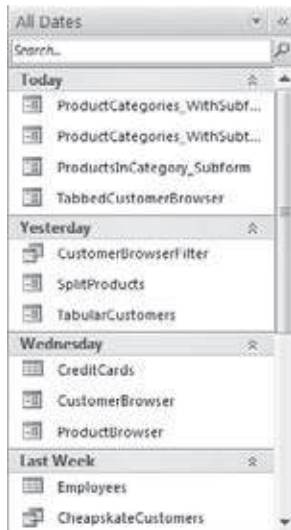 All Dates
Search...
Today
ProductCategories_WithSubf...
ProductCategories_WithSubt...
ProductsInCategory_Subform
TabbedCustomerBrowser
Yesterday
CustomerBrowserFilter
SplitProducts
TabularCustomers
Wednesday
CreditCards
CustomerBrowser
ProductBrowser
Last Week
Employees
CheapskateCustomers